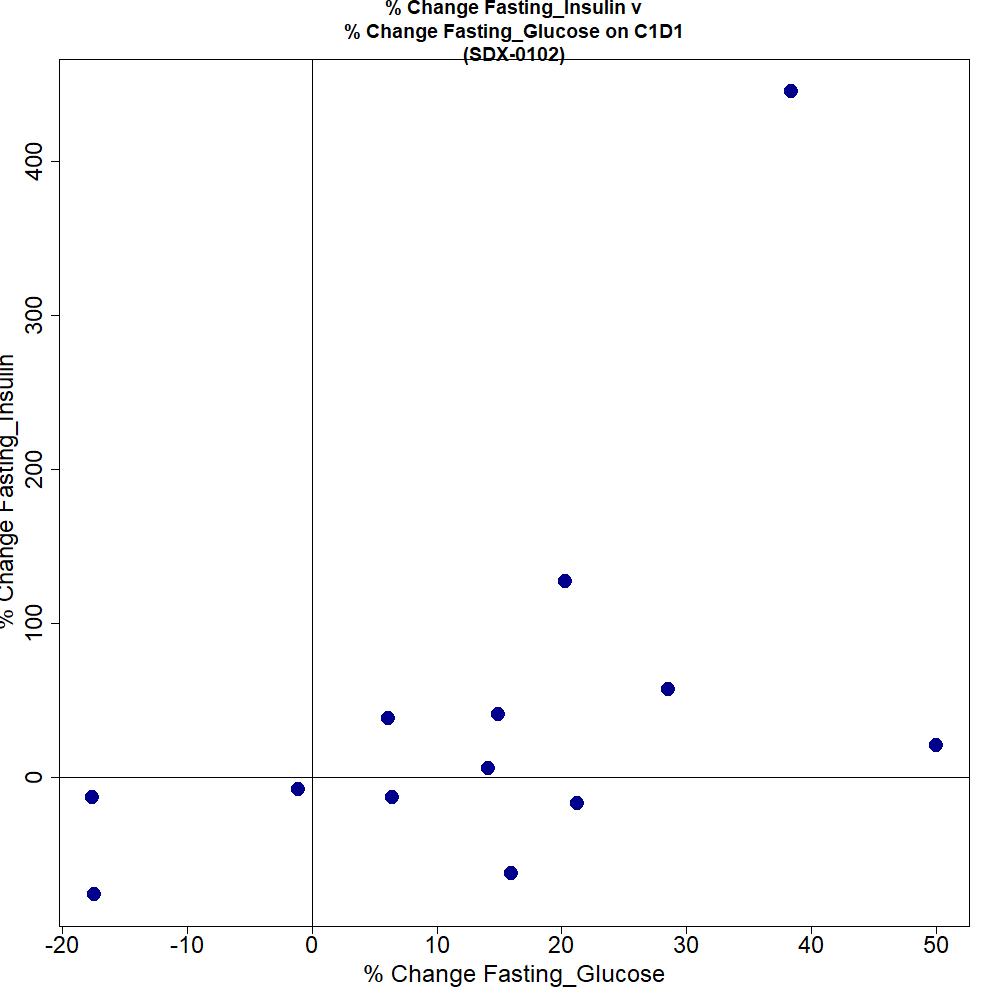 % Change Fasting_Insulin v
% Change Fasting_Glucose on C1D1
(SDX-0102)
% Change Fasting_Insulin
400
300
200
100
0
-20 -10 0 10 20 30 40 50
% Change Fasting_Glucose